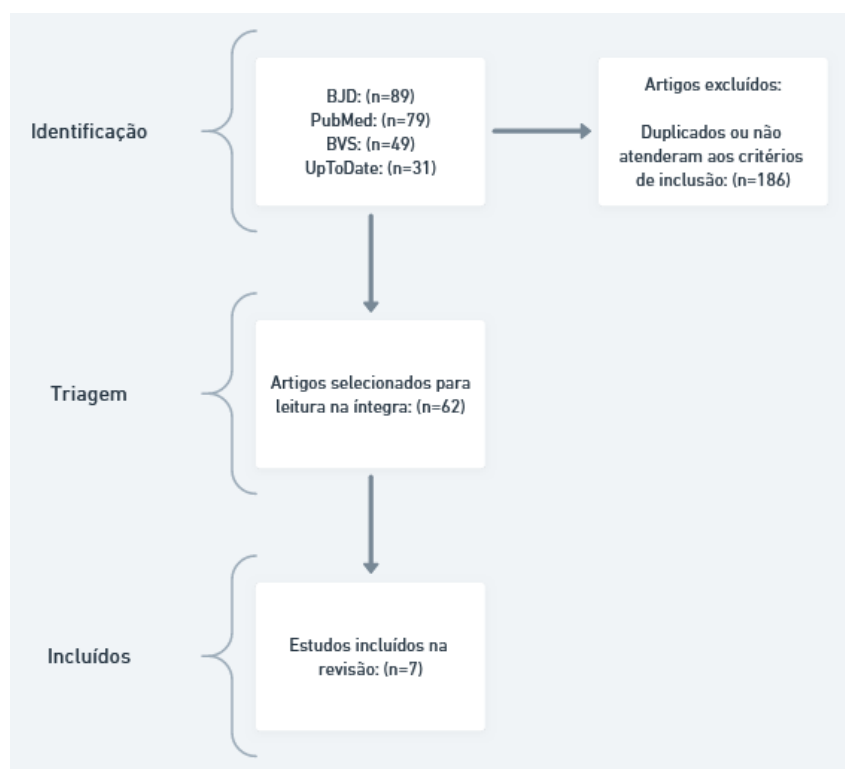 Identificação
BJD: (n=89)
PubMed: (n=79)
BVS: (n=49)
UpToDate: (n=31)
Artigos excluídos:
Duplicados ou não
atenderam aos critérios
de inclusão: (n=186)
Triagem
Artigos selecionados para
leitura na íntegra: (n=62)
Incluídos
Estudos incluídos na
revisão: (n=7)